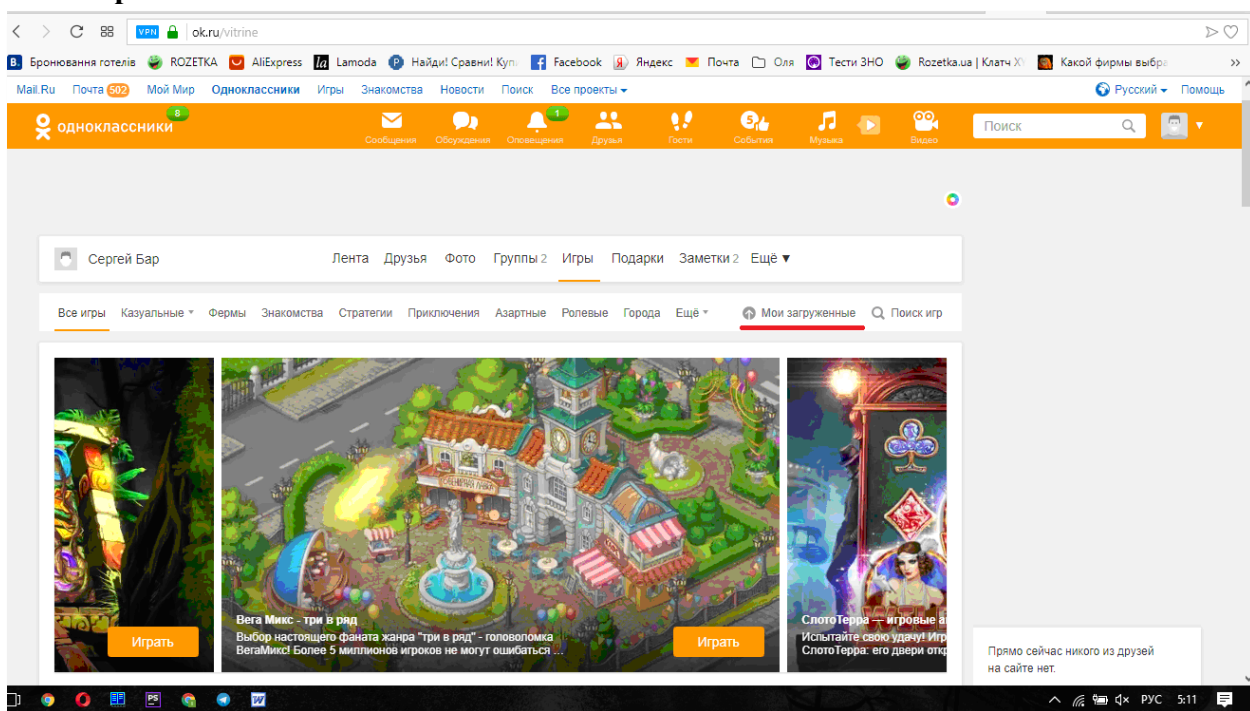 VPN ok.ru/vitrine
B. Бронювання готелів ROZETKA AliExpress la Lamoda Найди! Сравни! Facebook Я Яндекс Почта Оля Тести ЗНО Rozetka.ua | Клатч Какой фирмы >>
Mail.Ru Почта 502 Мой Мир Одноклассники Игры Знакомства Новости Поиск Все проекты Русский Помощь
одноклассники 8 1 5 Поиск
Сообщения Обсуждения Оповещения Друзья Гости События Музыка Видео
Сергей Бар Лента Друзья Фото Группы 2 Игры Подарки Заметки 2 Ещё ▼
Все игры Казуальные Фермы Знакомства Стратегии Приключения Азартные Ролевые Города Ещё Мои загруженные Поиск игр
СУВЕНИРНАЯ ЛАВКА
Вега Микс - три в ряд
Выбор настоящего фаната жанра "три в ряд" - головоломка
ВегаМикс! Более 5 миллионов игроков не могут ошибаться ...
Играть
Играть
СлотоТерра — игровые
Испытайте свою удачу!
СлотоТерра: его двери
Прямо сейчас никого из друзей
на сайте нет.
PS W РУС 5:11